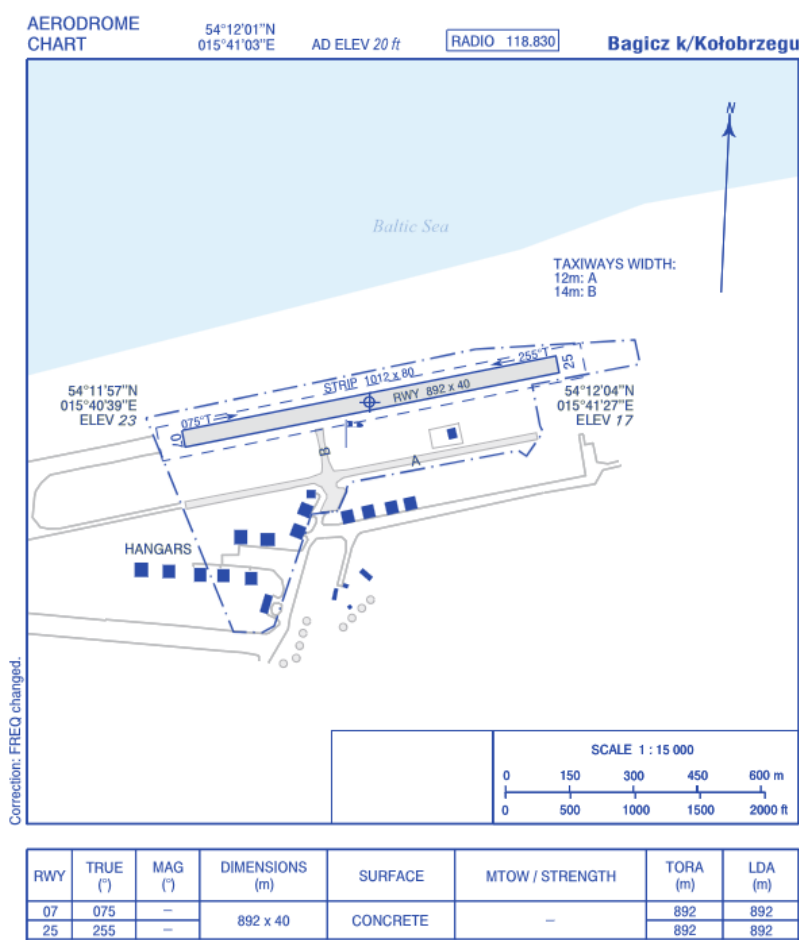 AERODROME
CHART
54°12'01"N
015°41'03"E
AD ELEV 20 ft
RADIO 118.830
Bagicz k/Kołobrzegu
N
Baltic Sea
TAXIWAYS WIDTH:
12m: A
14m: B
255°T
25
STRIP 1012 x 80
RWY 892 x 40
54°11'57"N
015°40'39"E
ELEV 23
54°12'04"N
015°41'27"E
ELEV 17
075°T
07
B
A
HANGARS
Correction: FREQ changed.
SCALE 1 : 15 000
0 150 300 450 600 m
0 500 1000 1500 2000 ft
RWY TRUE (°) MAG (°) DIMENSIONS (m) SURFACE MTOW / STRENGTH TORA (m) LDA (m)
07 075 – 892 x 40 CONCRETE – 892 892
25 255 – 892 892